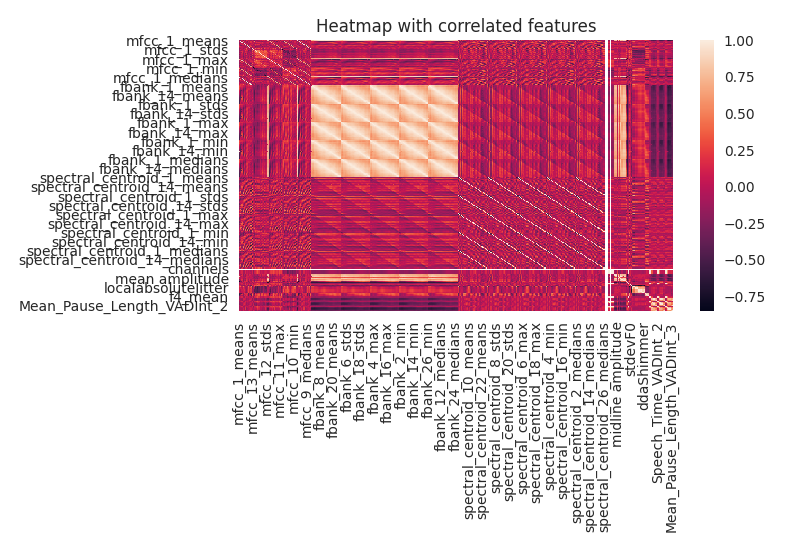 Heatmap with correlated features
mfcc_1_means
mfcc_1_stds
mfcc_1_max
mfcc_1_min
mfcc_1_medians
fbank_1_means
fbank_14_means
fbank_1_stds
fbank_14_stds
fbank_1_max
fbank_14_max
fbank_1_min
fbank_14_min
fbank_1_medians
fbank_14_medians
spectral_centroid_1_means
spectral_centroid_14_means
spectral_centroid_1_stds
spectral_centroid_14_stds
spectral_centroid_1_max
spectral_centroid_14_max
spectral_centroid_1_min
spectral_centroid_14_min
spectral_centroid_1_medians
spectral_centroid_14_medians
channels
mean amplitude
localabsoluteJitter
f4_mean
Mean_Pause_Length_VADInt_2
mfcc_1_means
mfcc_13_means
mfcc_12_stds
mfcc_11_max
mfcc_10_min
mfcc_9_medians
fbank_8_means
fbank_20_means
fbank_6_stds
fbank_18_stds
fbank_4_max
fbank_16_max
fbank_2_min
fbank_14_min
fbank_26_min
fbank_12_medians
fbank_24_medians
spectral_centroid_10_means
spectral_centroid_22_means
spectral_centroid_8_stds
spectral_centroid_20_stds
spectral_centroid_6_max
spectral_centroid_18_max
spectral_centroid_4_min
spectral_centroid_16_min
spectral_centroid_2_medians
spectral_centroid_14_medians
spectral_centroid_26_medians
midline amplitude
stdevF0
ddaShimmer
Speech_Time_VADInt_2
Mean_Pause_Length_VADInt_3
1.00
0.75
0.50
0.25
0.00
−0.25
−0.50
−0.75